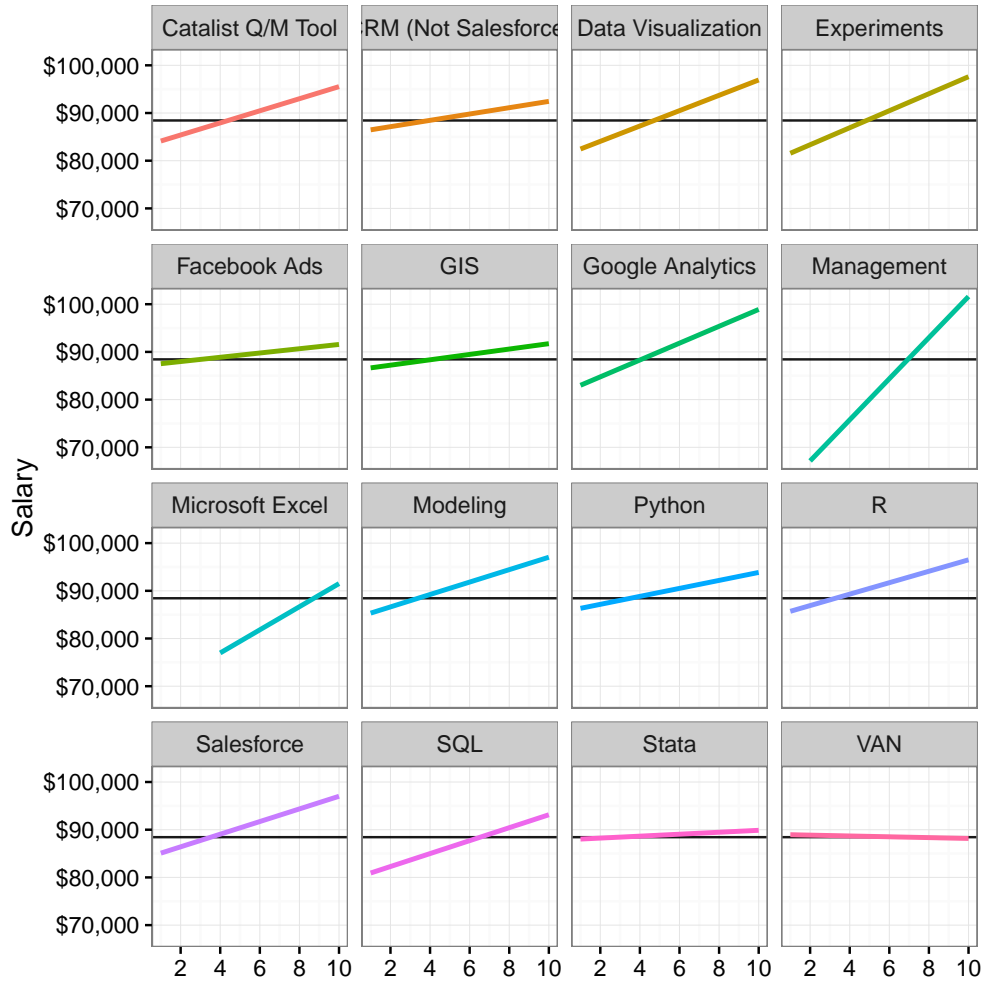 Catalist Q/M Tool
CRM (Not Salesforce
Data Visualization
Experiments
$100,000
$90,000
$80,000
$70,000
Facebook Ads
GIS
Google Analytics
Management
$100,000
$90,000
$80,000
$70,000
Salary
Microsoft Excel
Modeling
Python
R
$100,000
$90,000
$80,000
$70,000
Salesforce
SQL
Stata
VAN
$100,000
$90,000
$80,000
$70,000
2 4 6 8 10 2 4 6 8 10 2 4 6 8 10 2 4 6 8 10